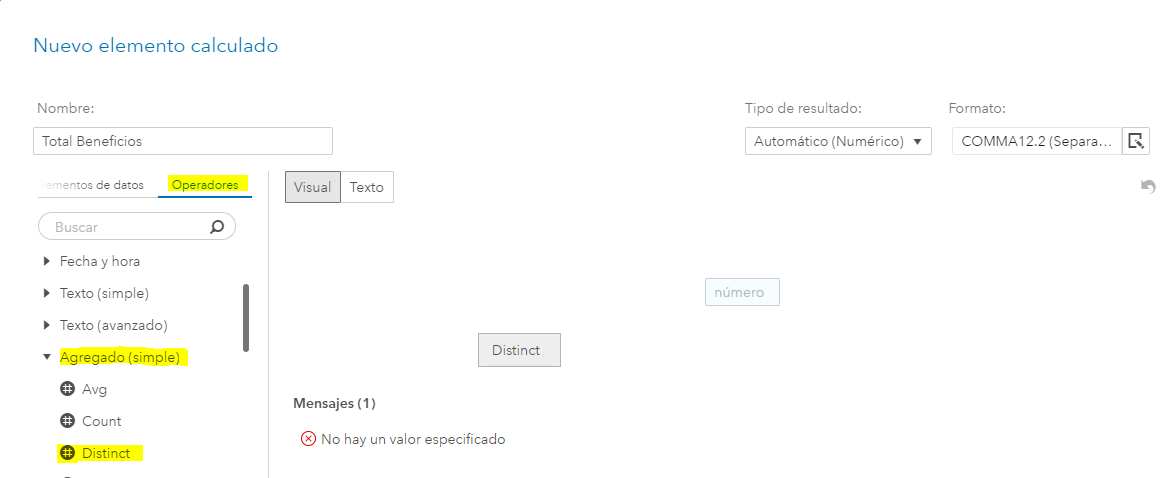 Nuevo elemento calculado
Nombre:
Tipo de resultado:
Formato:
Total Beneficios
Automático (Numérico)
COMMA12.2 (Separa...
lementos de datos
Operadores
Visual
Texto
Buscar
Fecha y hora
Texto (simple)
Texto (avanzado)
Agregado (simple)
Avg
Count
Distinct
número
Distinct
Mensajes (1)
No hay un valor especificado